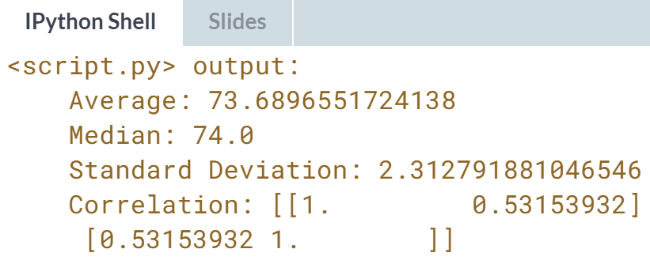 IPython Shell Slides
<script.py> output:
Average: 73.6896551724138
Median: 74.0
Standard Deviation: 2.312791881046546
Correlation: [[1. 0.53153932]
[0.53153932 1. ]]